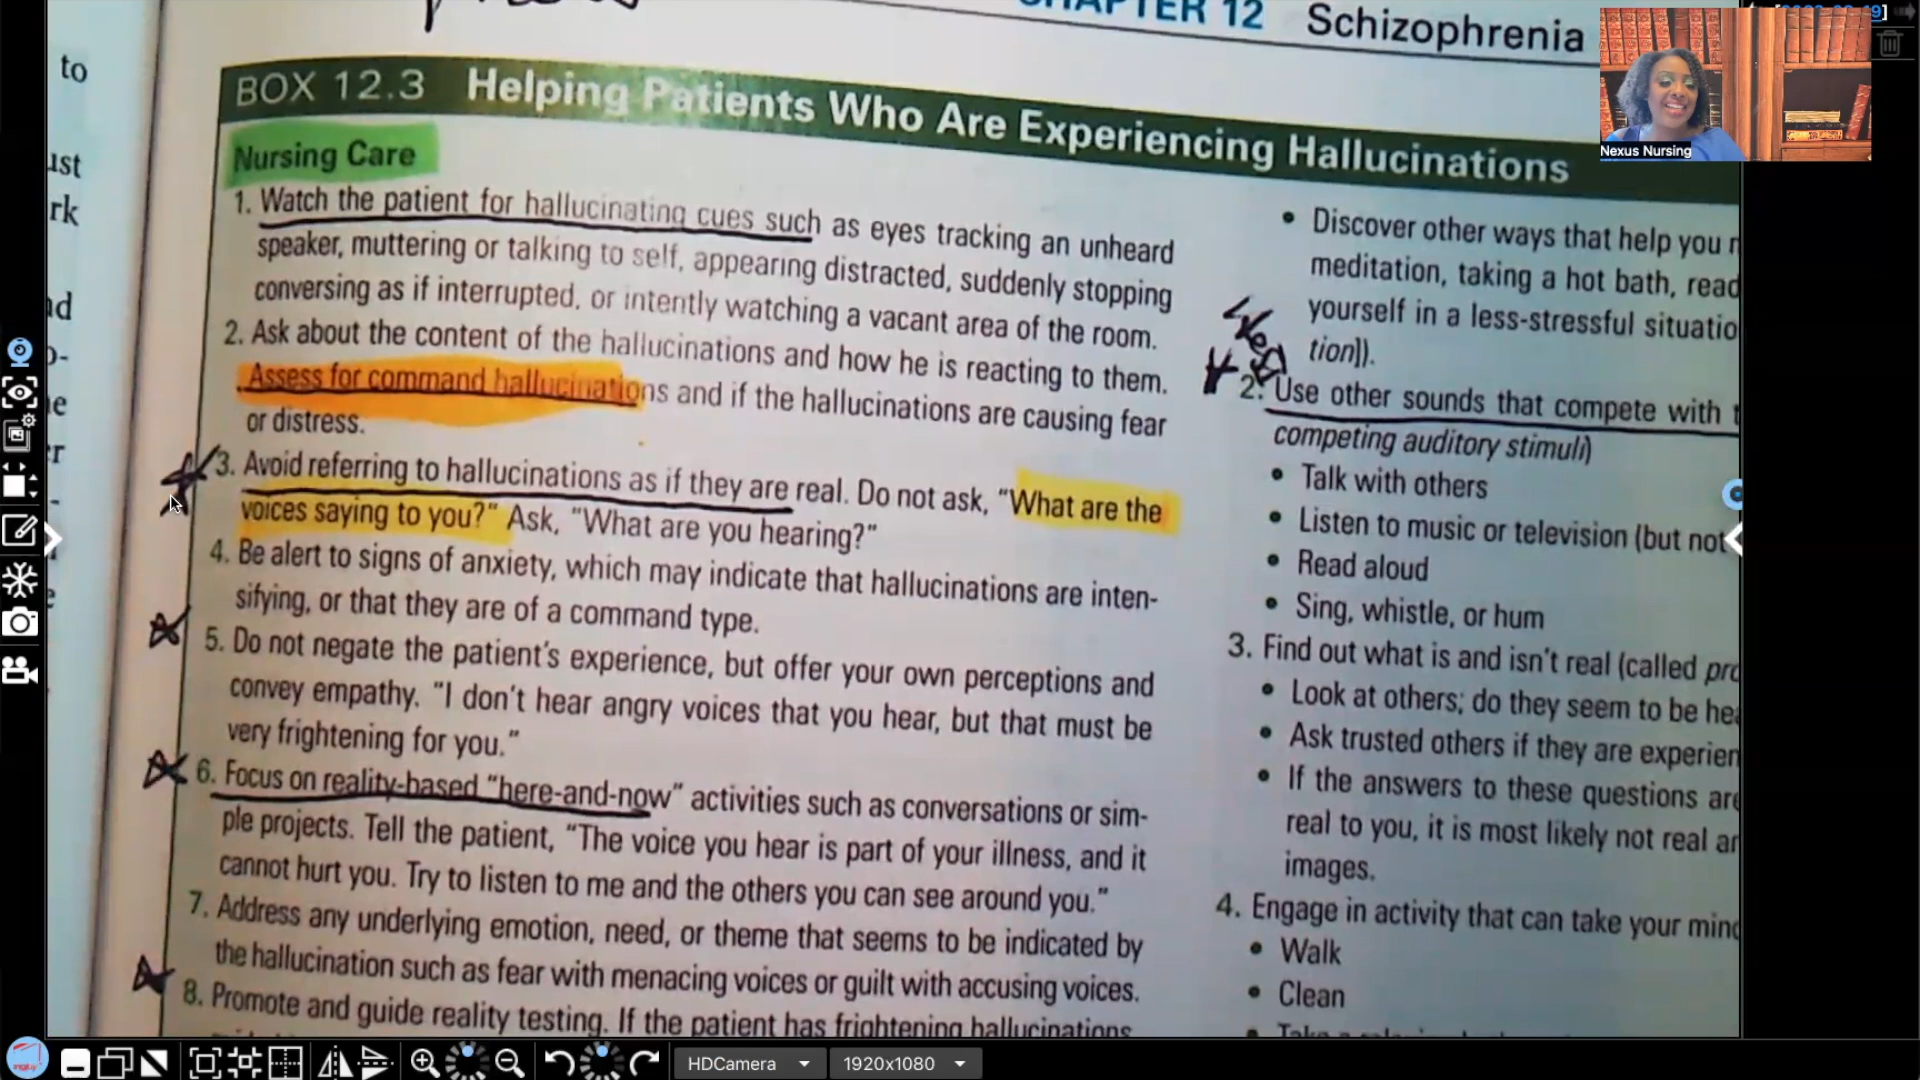 CHAPTER 12 Schizophrenia
BOX 12.3 Helping Patients Who Are Experiencing Hallucinations
Nexus Nursing
to
ust
rk
Nursing Care
1. Watch the patient for hallucinating cues such as eyes tracking an unheard
speaker, muttering or talking to self, appearing distracted, suddenly stopping
conversing as if interrupted, or intently watching a vacant area of the room.
2. Ask about the content of the hallucinations and how he is reacting to them.
Assess for command hallucinations and if the hallucinations are causing fear
or distress.
3. Avoid referring to hallucinations as if they are real. Do not ask, “What are the
voices saying to you?” Ask, “What are you hearing?”
4. Be alert to signs of anxiety, which may indicate that hallucinations are inten-
sifying, or that they are of a command type.
5. Do not negate the patient’s experience, but offer your own perceptions and
convey empathy. “I don’t hear angry voices that you hear, but that must be
very frightening for you.”
6. Focus on reality-based “here-and-now” activities such as conversations or sim-
ple projects. Tell the patient, “The voice you hear is part of your illness, and it
cannot hurt you. Try to listen to me and the others you can see around you.”
7. Address any underlying emotion, need, or theme that seems to be indicated by
the hallucination such as fear with menacing voices or guilt with accusing voices.
8. Promote and guide reality testing. If the patient has frightening hallucinations,
• Discover other ways that help you
meditation, taking a hot bath, read
yourself in a less-stressful situatio
tion]).
2. Use other sounds that compete with
competing auditory stimuli)
• Talk with others
• Listen to music or television (but not
• Read aloud
• Sing, whistle, or hum
3. Find out what is and isn’t real (called
• Look at others; do they seem to be
• Ask trusted others if they are experien
• If the answers to these questions
real to you, it is most likely not real
images.
4. Engage in activity that can take your
• Walk
• Clean
HDCamera 1920x1080